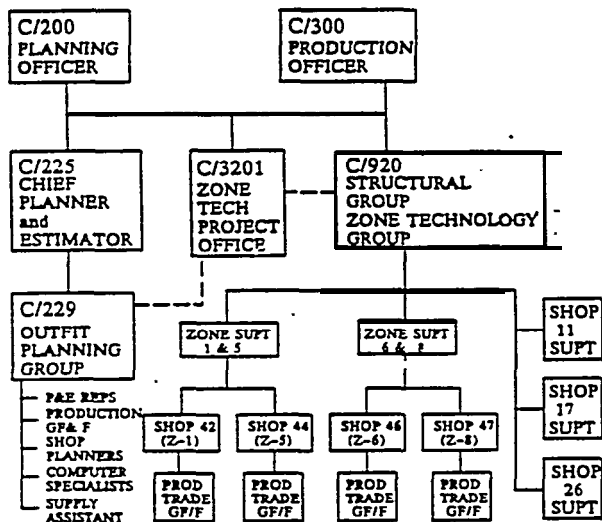 C/200
PLANNING
OFFICER
C/300
PRODUCTION
OFFICER
C/225
CHIEF
PLANNER
and
ESTIMATOR
C/3201
ZONE
TECH
PROJECT
OFFICE
C/920
STRUCTURAL
GROUP
ZONE TECHNOLOGY
GROUP
C/229
OUTFIT
PLANNING
GROUP
P&E REPS
PRODUCTION
GF& F
SHOP
PLANNERS
COMPUTER
SPECIALISTS
SUPPLY
ASSISTANT
ZONE SUPT
1 & 5
ZONE SUPT
6 &
SHOP 42
(Z-1)
SHOP 44
(Z-5)
SHOP 46
(Z-6)
SHOP 47
(Z-8)
PROD
TRADE
GF/F
PROD
TRADE
GF/F
PROD
TRADE
GF/F
PROD
TRADE
GF/F
SHOP
11
SUPT
SHOP
17
SUPT
SHOP
26
SUPT